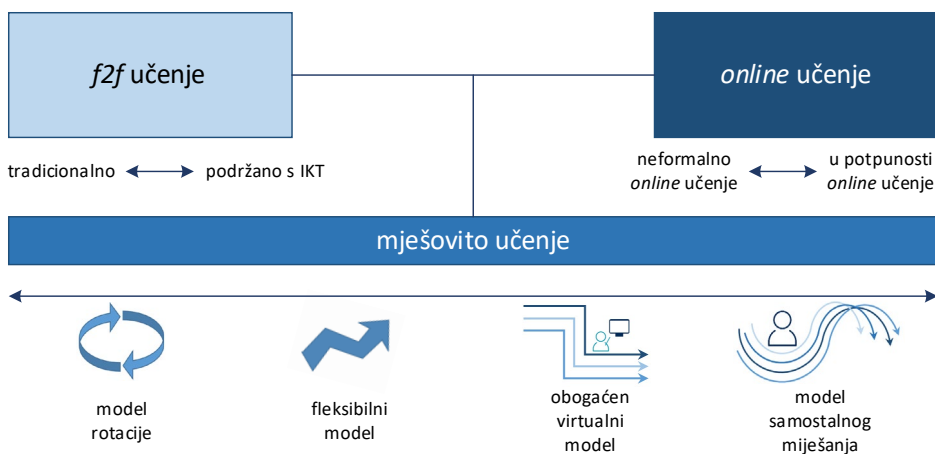 f2f učenje
online učenje
tradicionalno
podržano s IKT
neformalno
online učenje
u potpunosti
online učenje
mješovito učenje
model
rotacije
fleksibilni
model
obogaćen
virtualni
model
model
samostalnog
miješanja